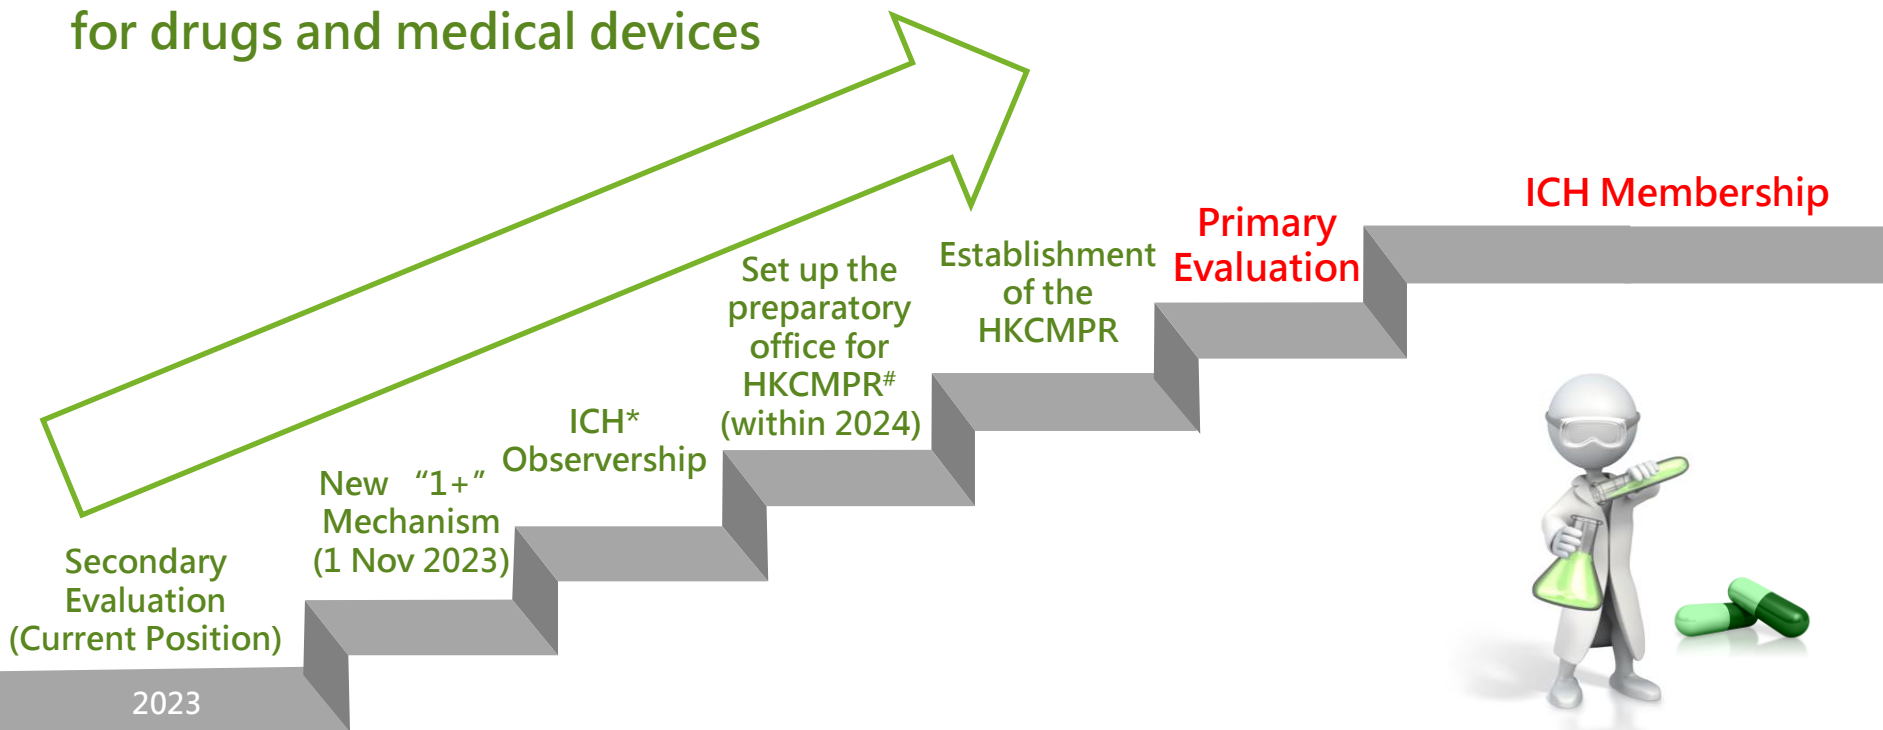 for drugs and medical devices
Secondary
Evaluation
(Current Position)
2023
New “1+”
Mechanism
(1 Nov 2023)
ICH*
Observership
Set up the
preparatory
office for
HKCMPR#
(within 2024)
Establishment
of the
HKCMPR
Primary
Evaluation
ICH Membership